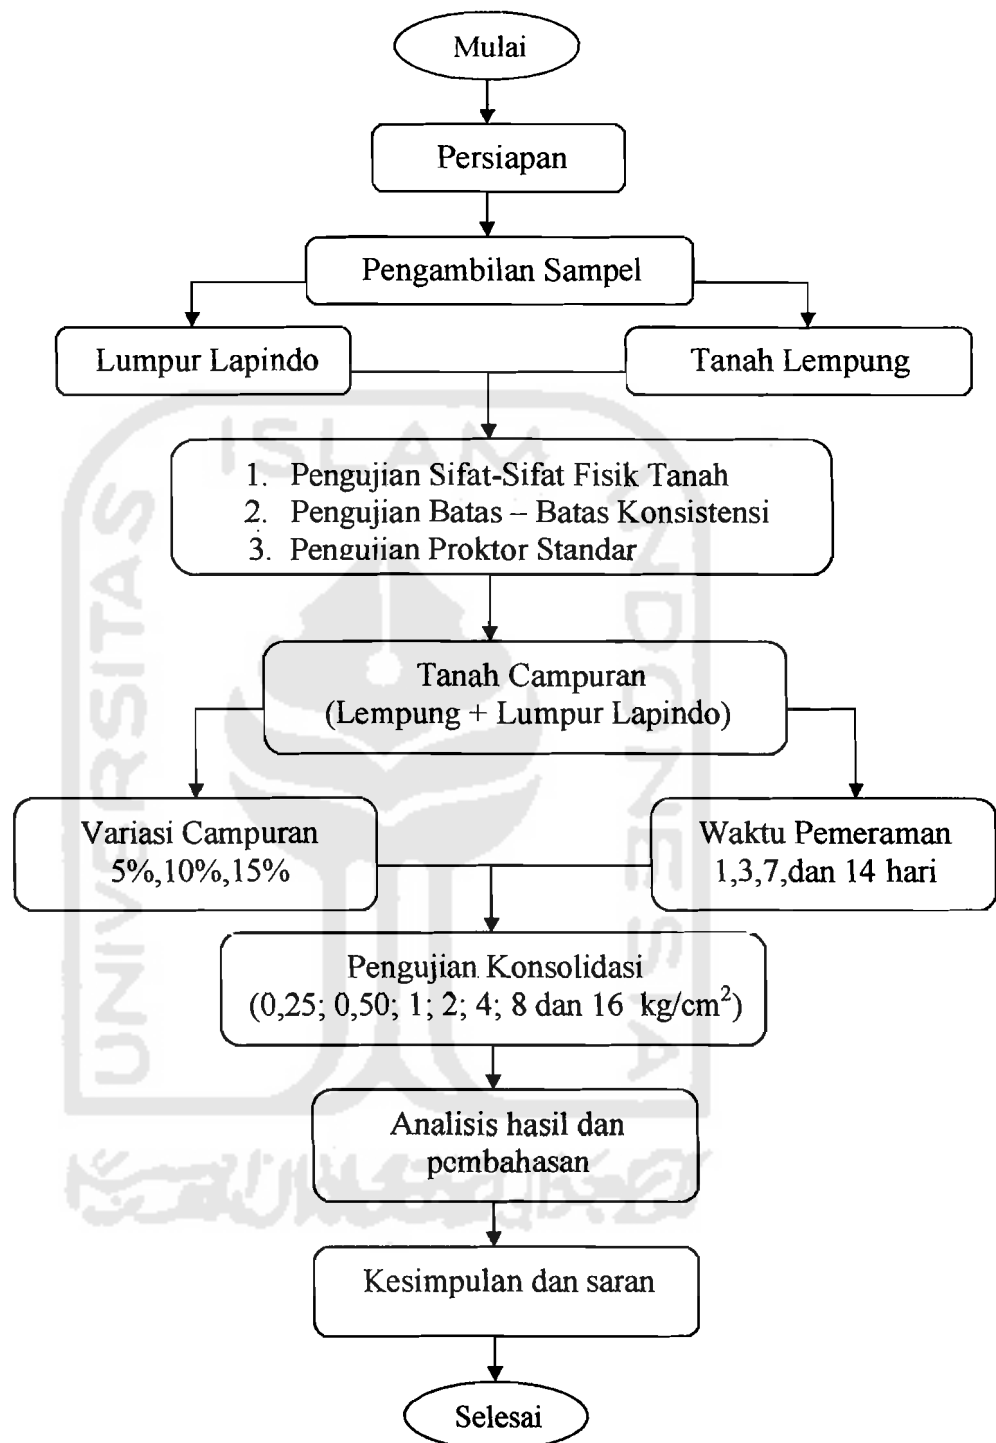 Mulai
Persiapan
Pengambilan Sampel
Lumpur Lapindo
Tanah Lempung
1. Pengujian Sifat-Sifat Fisik Tanah
2. Pengujian Batas – Batas Konsistensi
3. Pengujian Proktor Standar
Tanah Campuran
(Lempung + Lumpur Lapindo)
Variasi Campuran
5%,10%,15%
Waktu Pemeraman
1,3,7,dan 14 hari
Pengujian Konsolidasi
(0,25; 0,50; 1; 2; 4; 8 dan 16 kg/cm²)
Analisis hasil dan
pembahasan
Kesimpulan dan saran
Selesai
UNIVERSITAS
ISLAM
INDONESIA